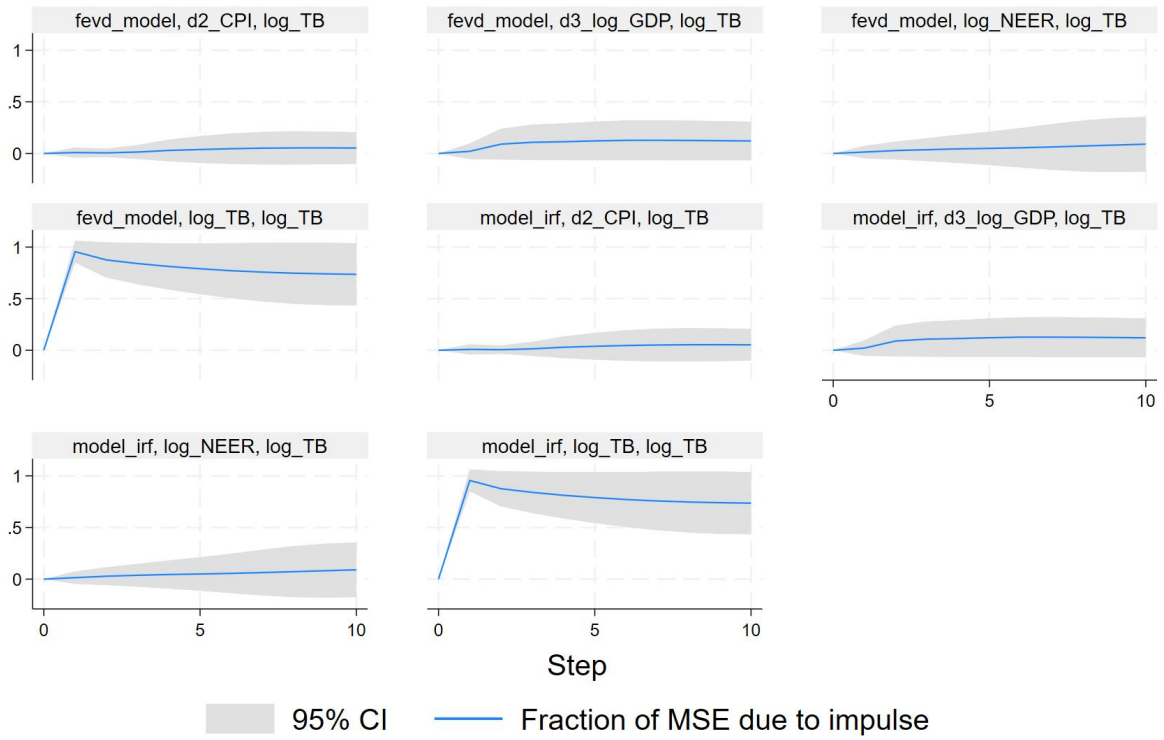 fevd_model, d2_CPI, log_TB
fevd_model, d3_log_GDP, log_TB
fevd_model, log_NEER, log_TB
1
.5
0
fevd_model, log_TB, log_TB
model_irf, d2_CPI, log_TB
model_irf, d3_log_GDP, log_TB
1
.5
0
0 5 10
model_irf, log_NEER, log_TB
model_irf, log_TB, log_TB
1
.5
0
0 5 10
0 5 10
Step
95% CI
Fraction of MSE due to impulse